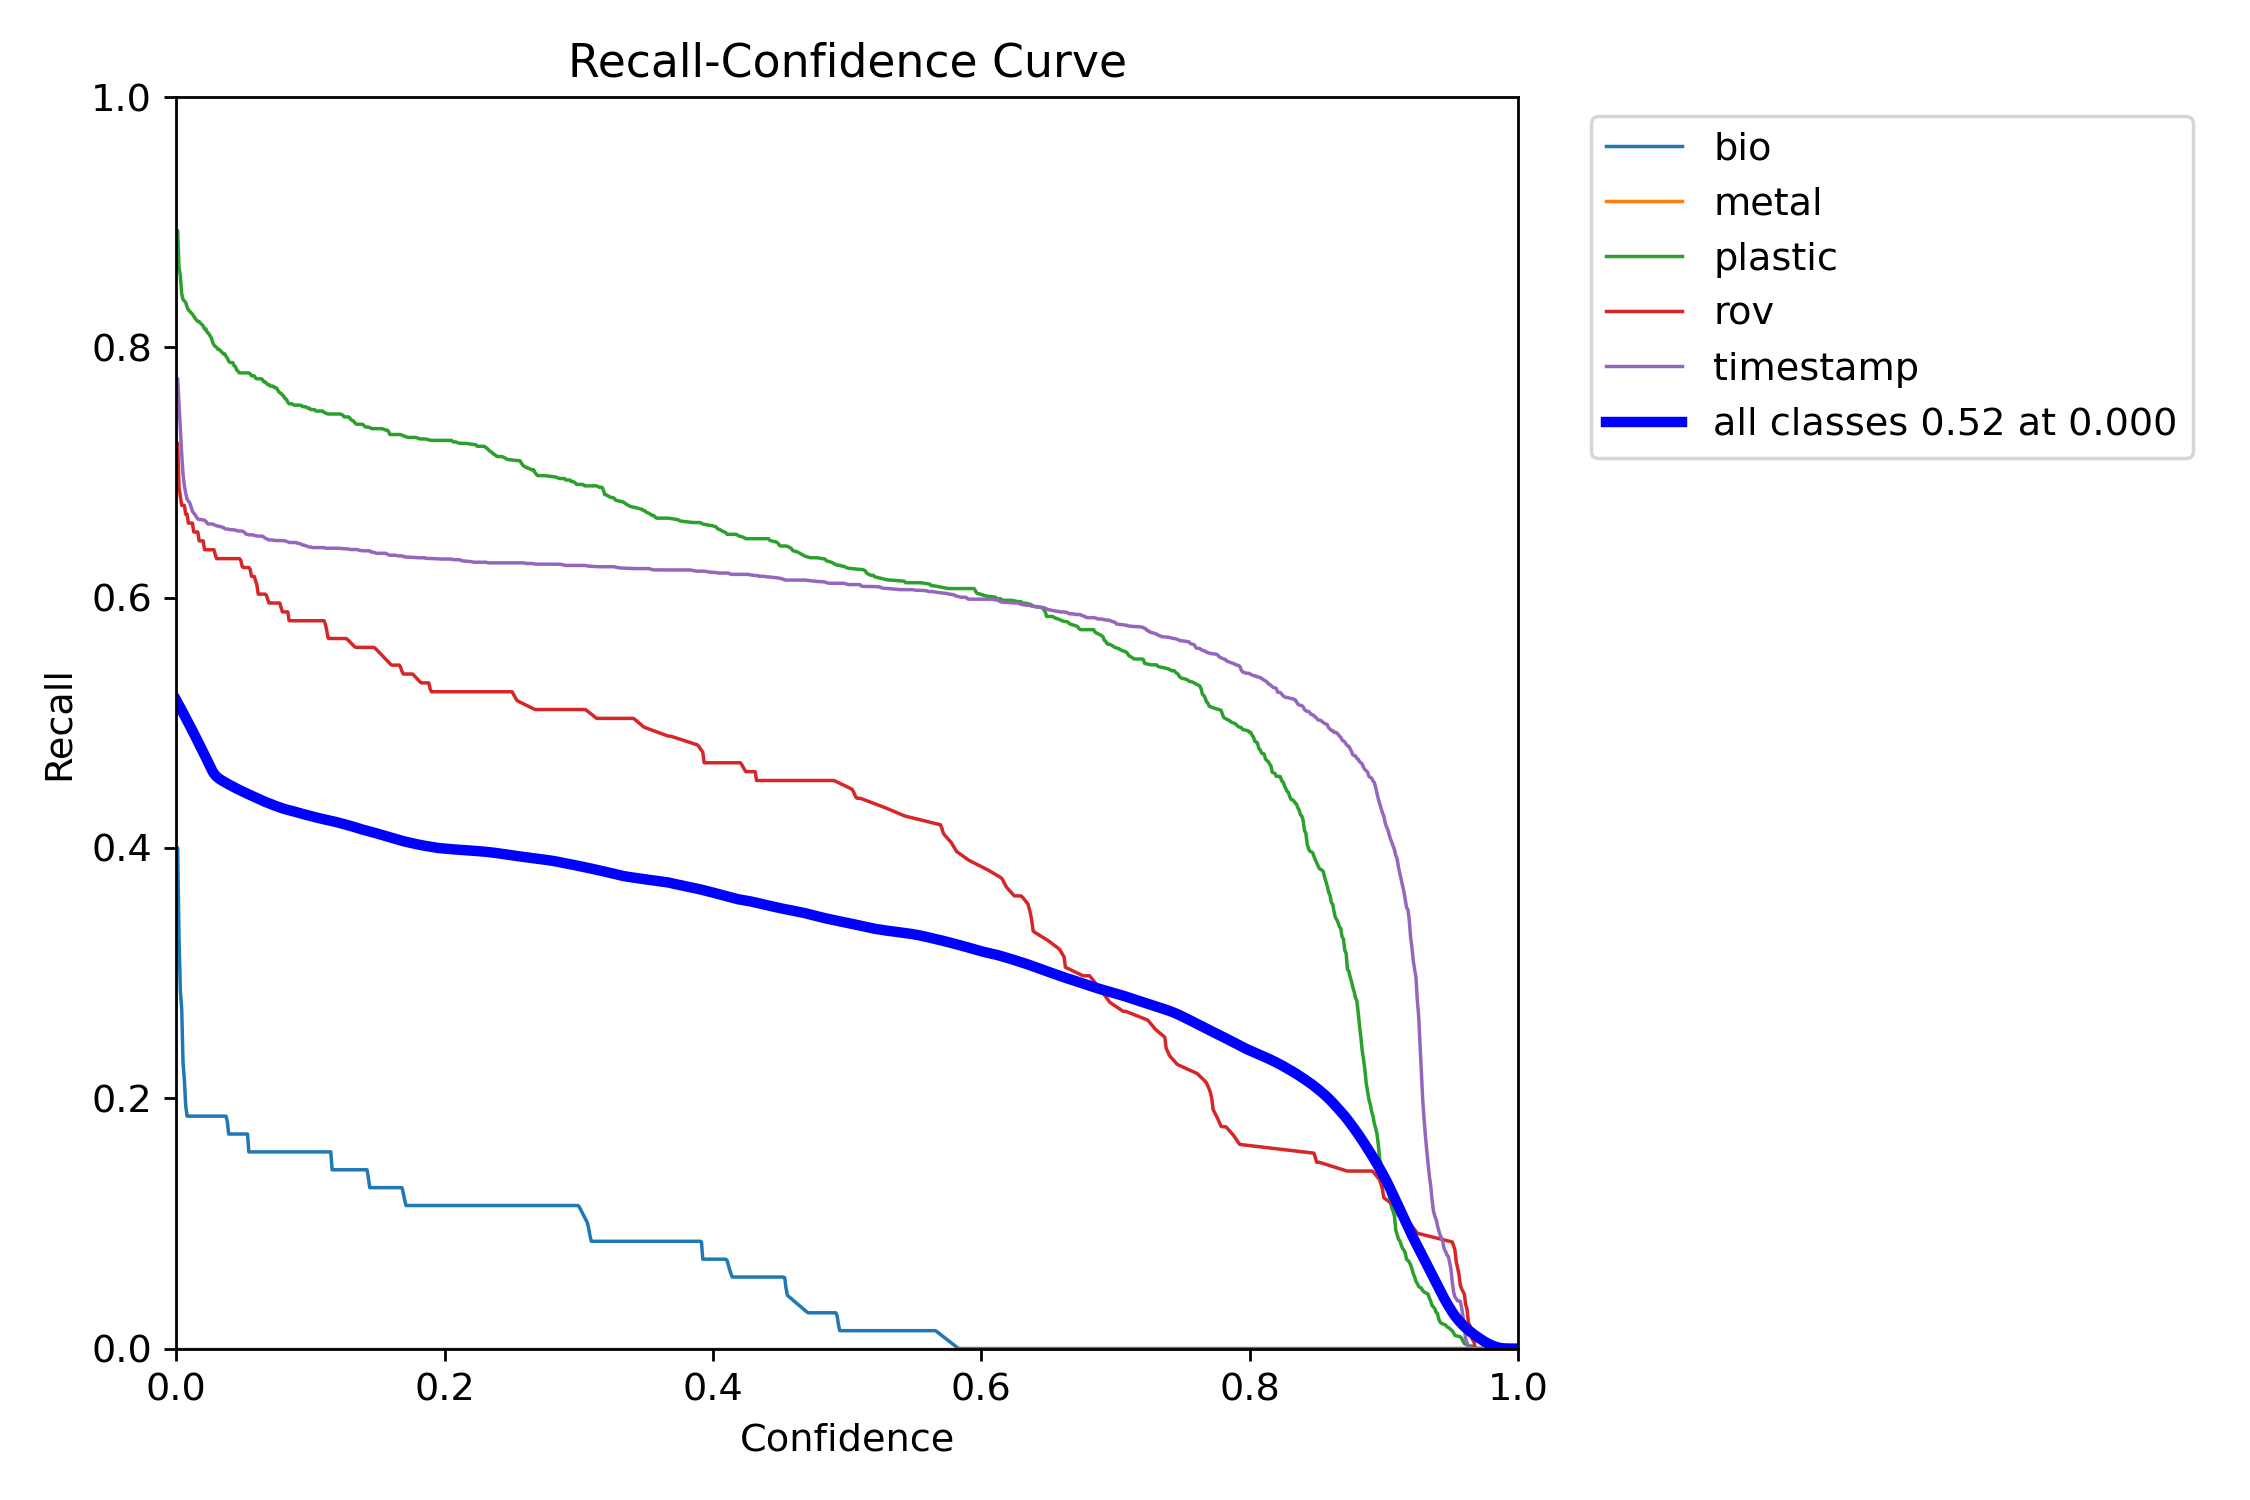 Recall-Confidence Curve
1.0
0.8
0.6
0.4
0.2
0.0
Recall
0.0 0.2 0.4 0.6 0.8 1.0
Confidence
bio
metal
plastic
rov
timestamp
all classes 0.52 at 0.000